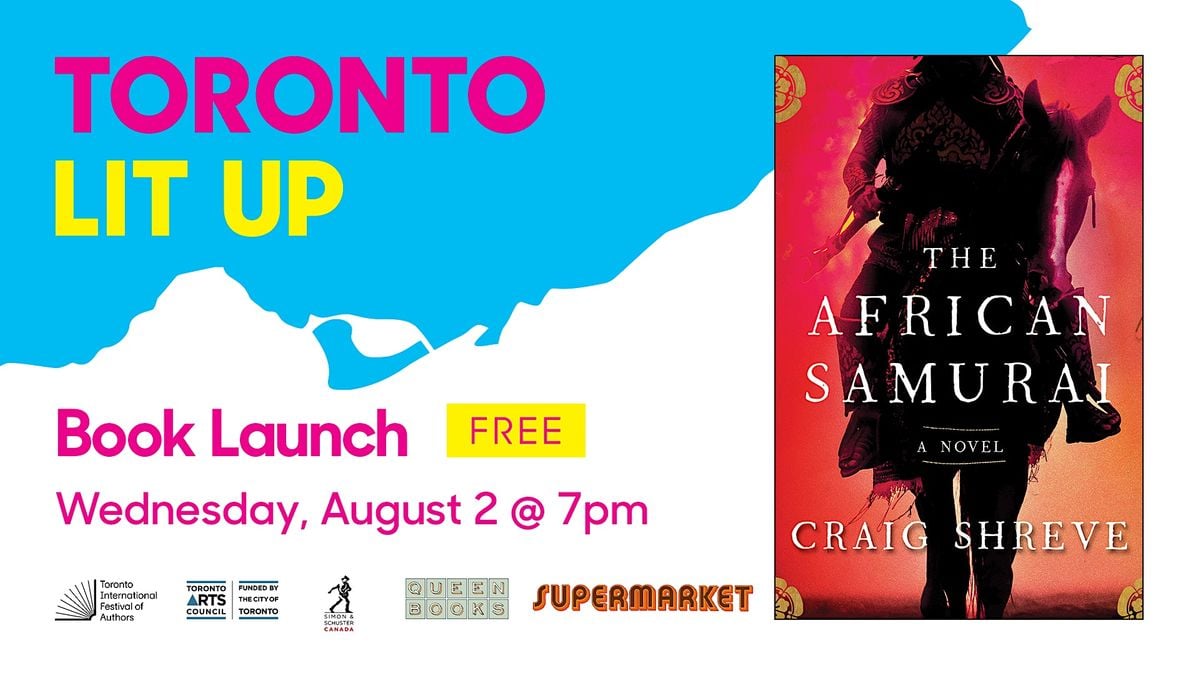 TORONTO
LIT UP
Book Launch
FREE
Wednesday, August 2 @ 7pm
Toronto
International
Festival of
Authors
TORONTO
ARTS
COUNCIL
FUNDED BY
THE CITY OF
TORONTO
SIMON &
SCHUSTER
CANADA
QUEEN
BOOKS
SUPERMARKET
THE
AFRICAN
SAMURAI
A NOVEL
CRAIG SHREVE